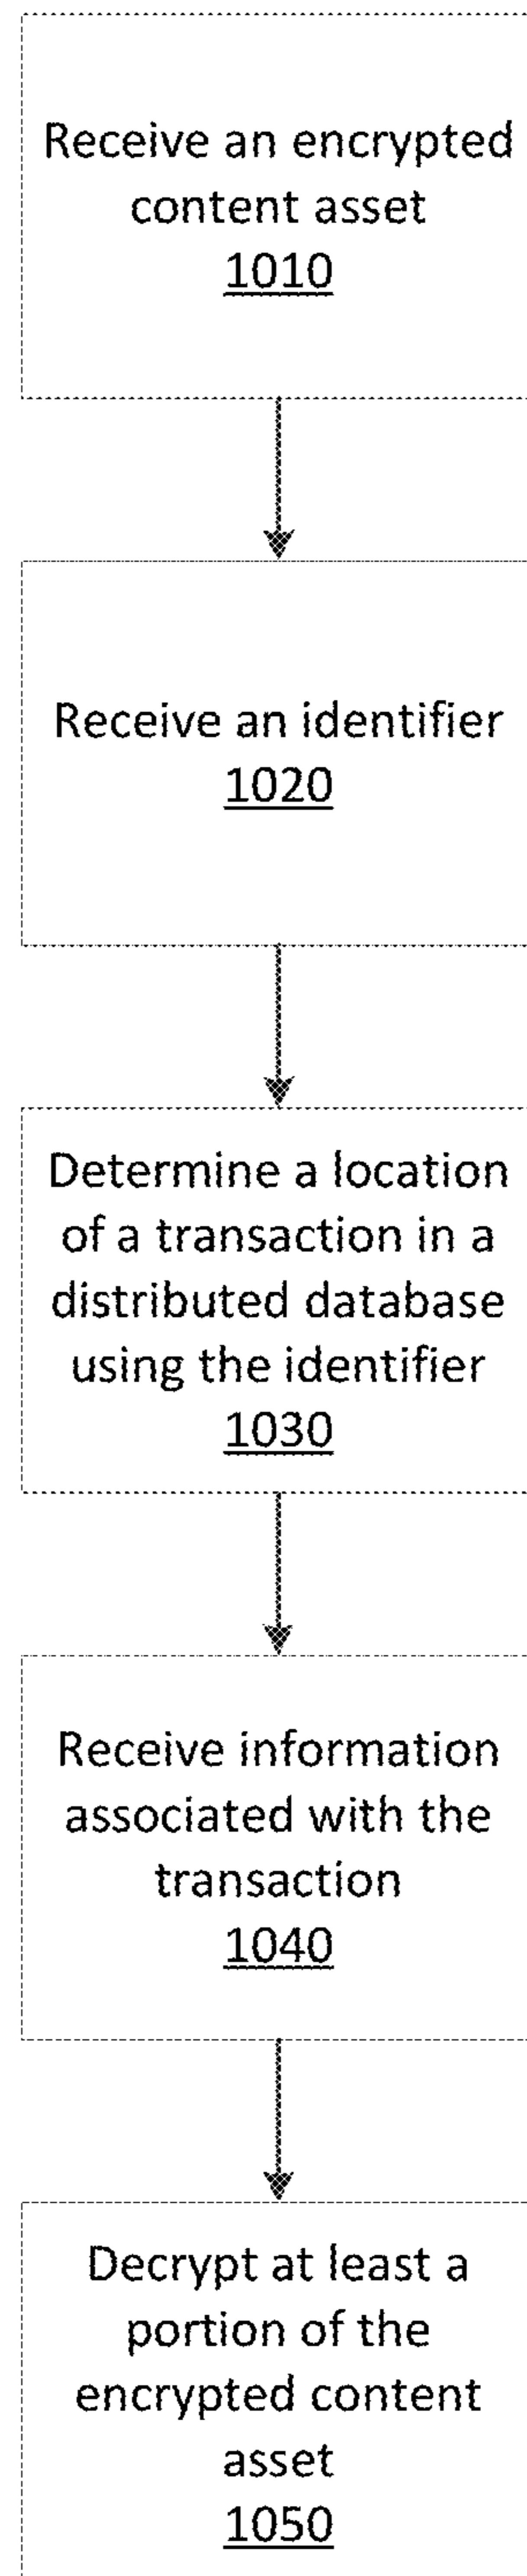 Receive an encrypted
content asset
1010
Receive an identifier
1020
Determine a location
of a transaction in a
distributed database
using the identifier
1030
Receive information
associated with the
transaction
1040
Decrypt at least a
portion of the
encrypted content
asset
1050